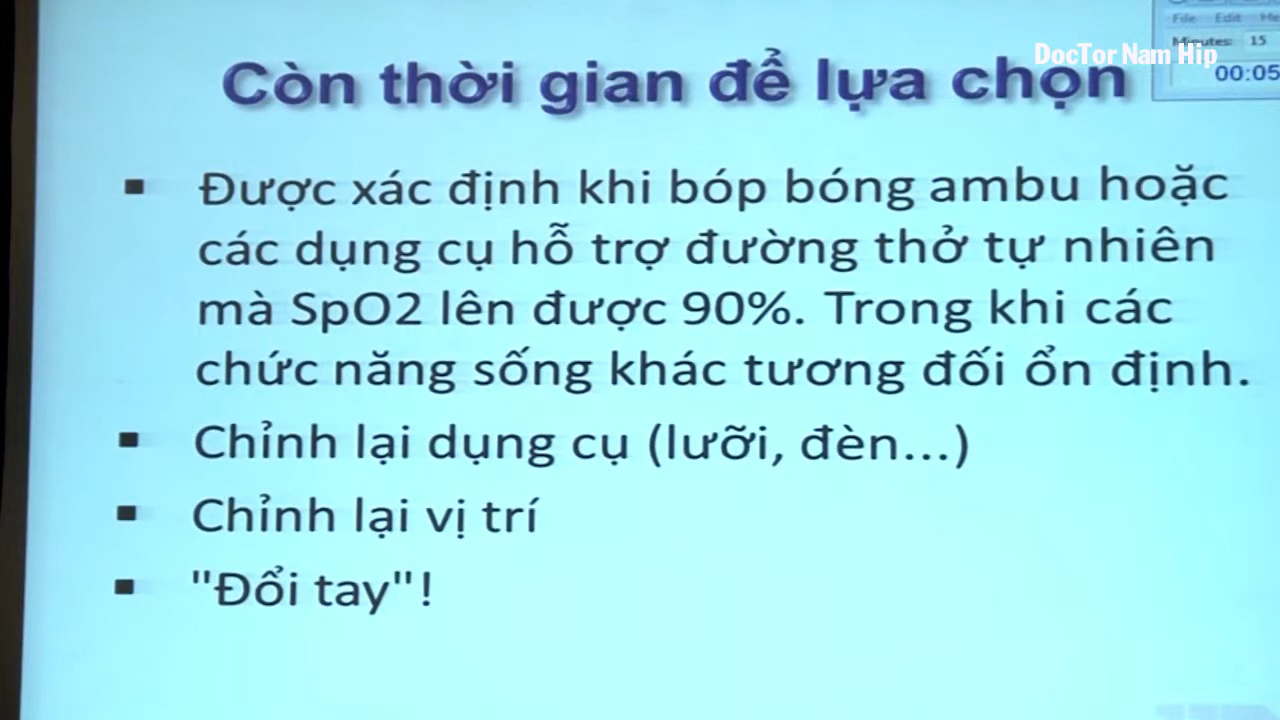 File Edit
Minutes: 15
DocTor Nam Hip
00:05
Còn thời gian để lựa chọn
▪ Được xác định khi bóp bóng ambu hoặc
các dụng cụ hỗ trợ đường thở tự nhiên
mà SpO2 lên được 90%. Trong khi các
chức năng sống khác tương đối ổn định.
▪ Chỉnh lại dụng cụ (lưỡi, đèn...)
▪ Chỉnh lại vị trí
▪ "Đổi tay"!